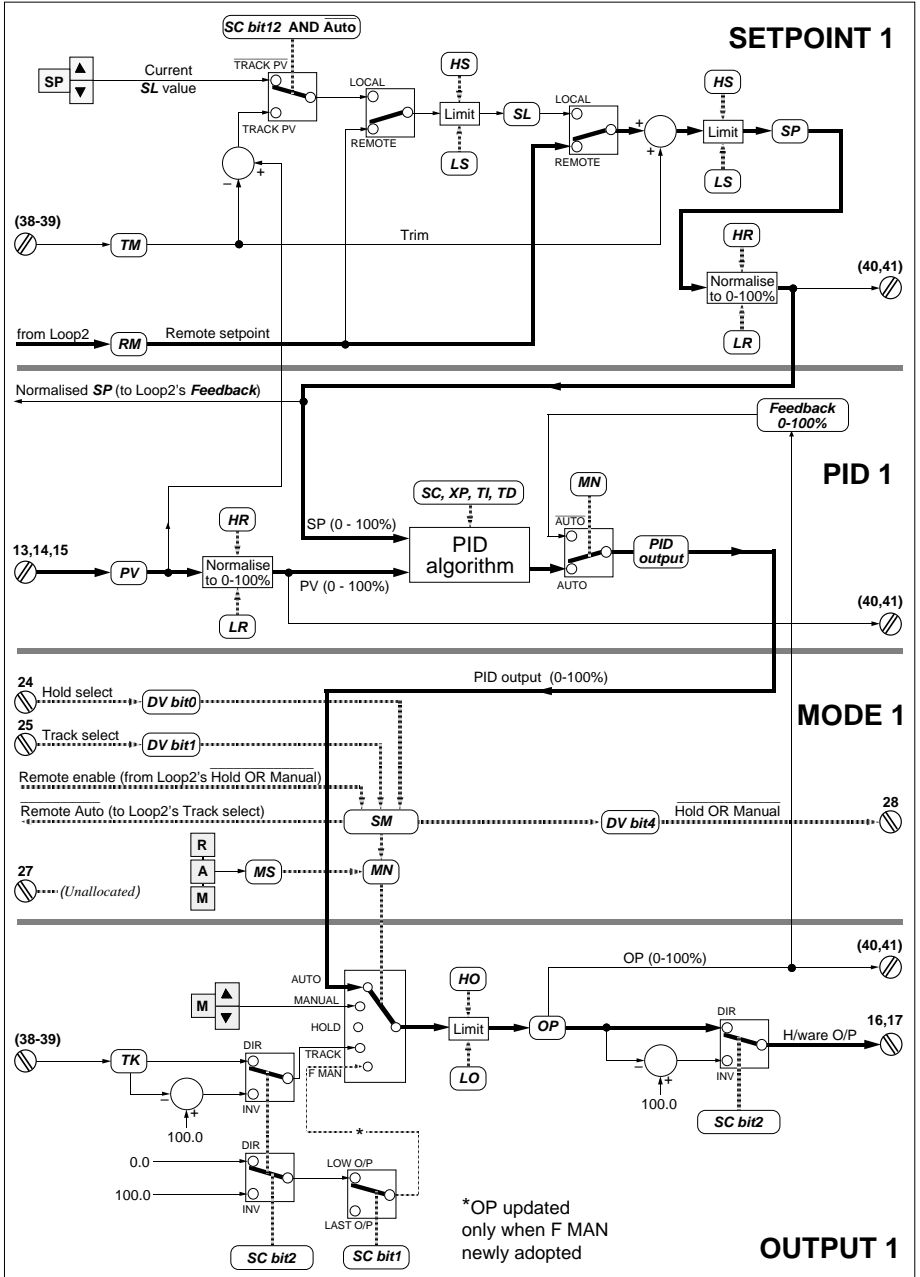 SETPOINT 1
SC bit12 AND Auto
SP
▲
▼
Current
SL value
TRACK PV
TRACK PV
LOCAL
REMOTE
HS
Limit
LS
SL
LOCAL
REMOTE
+
+
HS
Limit
LS
SP
–
+
(38-39)
TM
Trim
HR
Normalise
to 0-100%
LR
(40,41)
from Loop2
RM
Remote setpoint
Normalised SP (to Loop2's Feedback)
Feedback
0-100%
PID 1
SC, XP, TI, TD
MN
HR
SP (0 - 100%)
AUTO
PID
algorithm
PID
output
13,14,15
PV
Normalise
to 0-100%
PV (0 - 100%)
AUTO
LR
(40,41)
PID output (0-100%)
MODE 1
24
Hold select
DV bit0
25
Track select
DV bit1
Remote enable (from Loop2's Hold OR Manual)
Remote Auto (to Loop2's Track select)
SM
DV bit4
Hold OR Manual
28
R
A
M
MS
MN
27
(Unallocated)
(40,41)
OP (0-100%)
AUTO
M
▲
▼
MANUAL
HOLD
TRACK
F MAN
HO
Limit
LO
OP
DIR
INV
H/ware O/P
16,17
–
+
100.0
SC bit2
(38-39)
TK
DIR
INV
–
+
100.0
*
0.0
100.0
DIR
INV
LOW O/P
LAST O/P
SC bit2
SC bit1
*OP updated
only when F MAN
newly adopted
OUTPUT 1